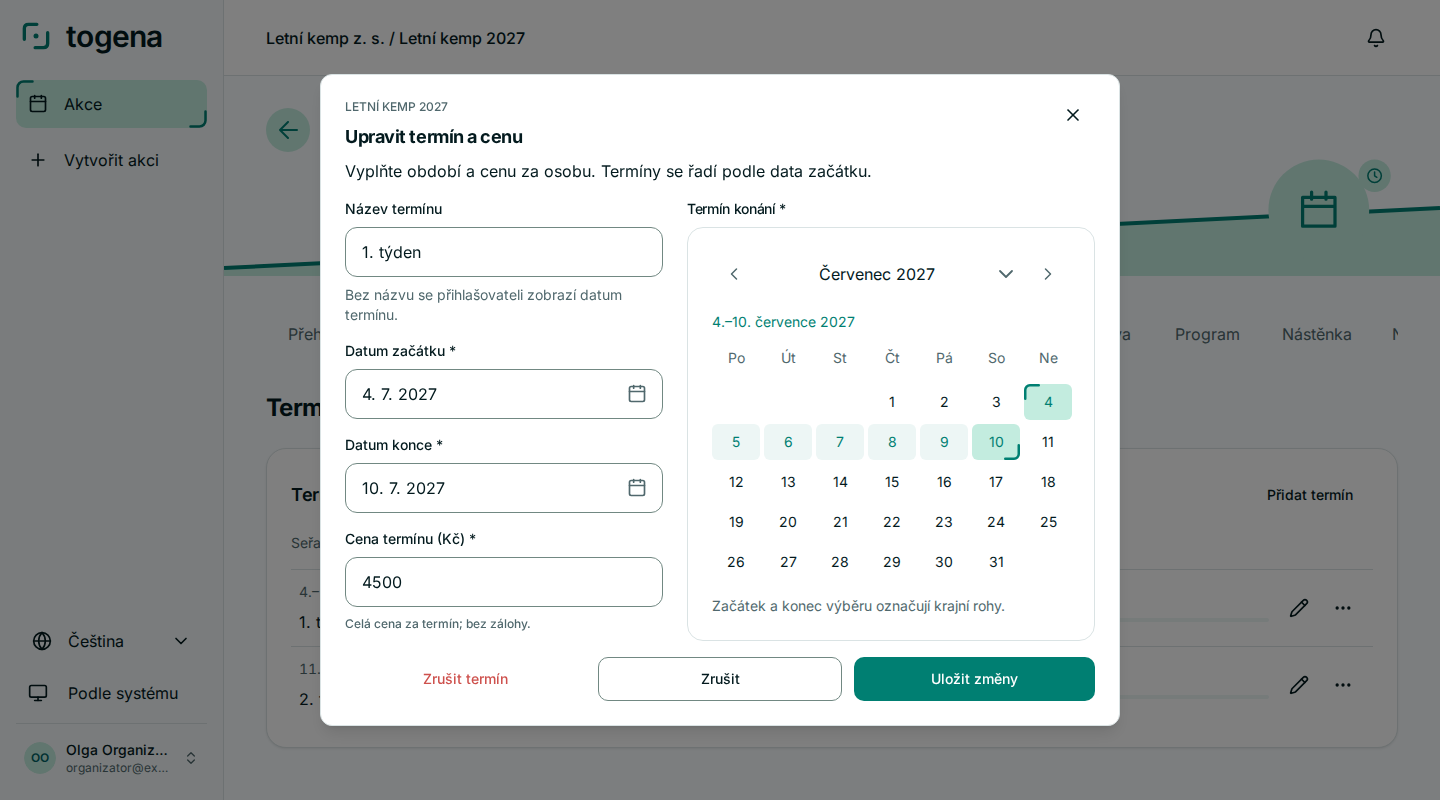 togena
Letní kemp z. s. / Letní kemp 2027
Akce
Vytvořit akci
LETNÍ KEMP 2027
Upravit termín a cenu
Vyplňte období a cenu za osobu. Termíny se řadí podle data začátku.
Název termínu
1. týden
Bez názvu se přihlašovateli zobrazí datum
termínu.
Datum začátku *
4. 7. 2027
Datum konce *
10. 7. 2027
Cena termínu (Kč) *
4500
Celá cena za termín; bez zálohy.
Termín konání *
Červenec 2027
4.–10. července 2027
Po Út St Čt Pá So Ne
1 2 3 4
5 6 7 8 9 10 11
12 13 14 15 16 17 18
19 20 21 22 23 24 25
26 27 28 29 30 31
Začátek a konec výběru označují krajní rohy.
Zrušit termín
Zrušit
Uložit změny
Program
Nástěnka
Přidat termín
Čeština
Podle systému
OO
Olga Organiz...
organizator@ex...